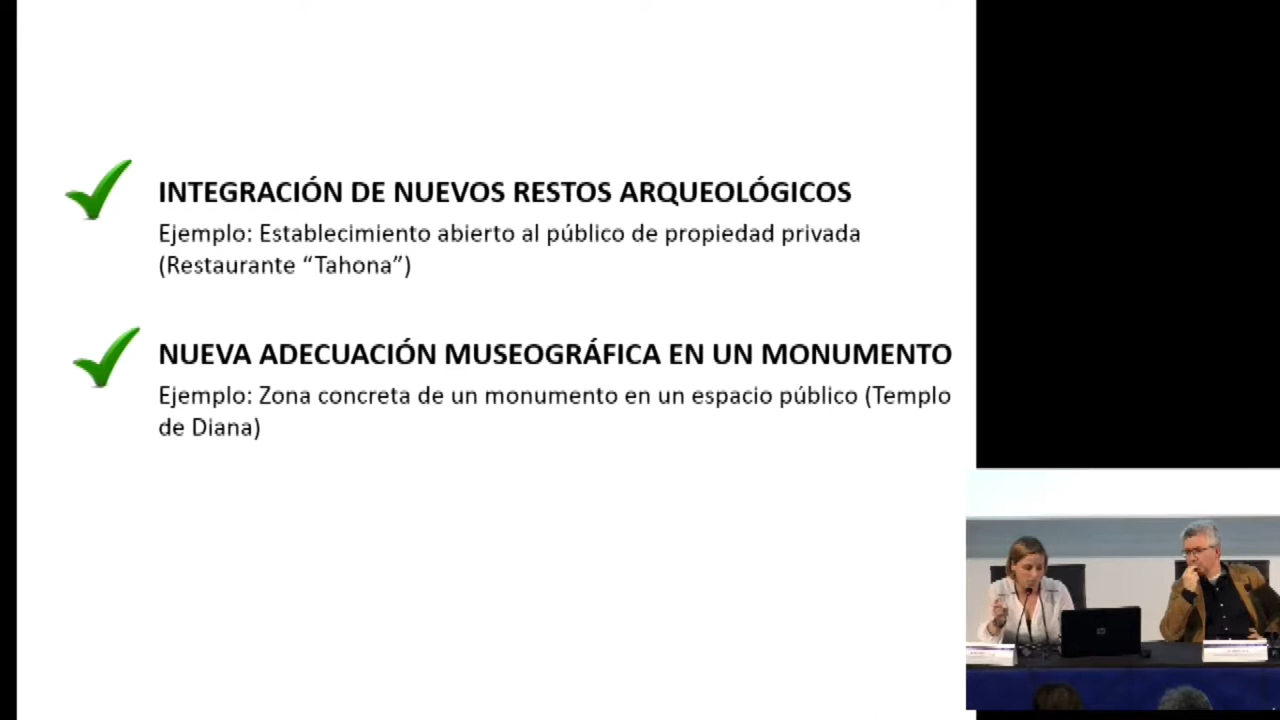 INTEGRACIÓN DE NUEVOS RESTOS ARQUEOLÓGICOS
Ejemplo: Establecimiento abierto al público de propiedad privada
(Restaurante “Tahona”)
NUEVA ADECUACIÓN MUSEOGRÁFICA EN UN MONUMENTO
Ejemplo: Zona concreta de un monumento en un espacio público (Templo
de Diana)